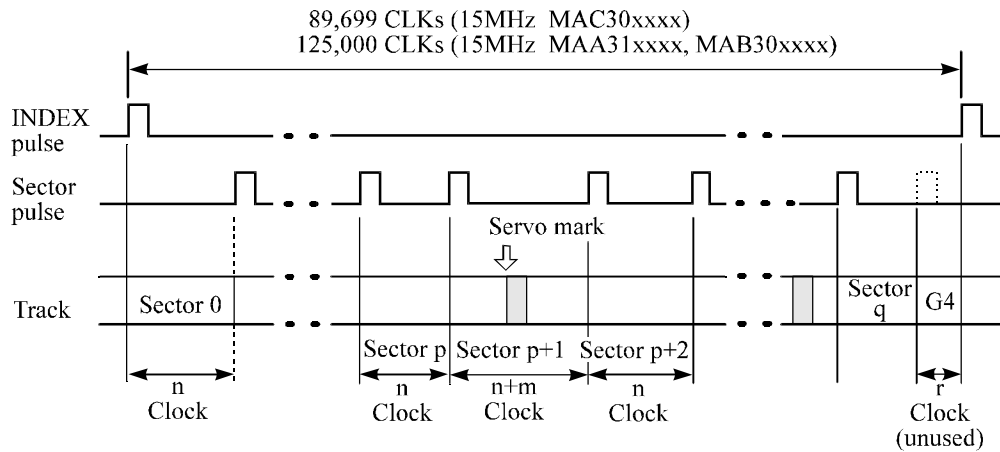 89,699 CLKs (15MHz  MAC30xxxx)
125,000 CLKs (15MHz  MAA31xxxx, MAB30xxxx)
INDEX
pulse
Sector
pulse
Servo mark
Track
Sector 0
Sector
q
G4
Sector p
Sector p+1
Sector p+2
n
Clock
n
Clock
n+m
Clock
n
Clock
r
Clock
(unused)